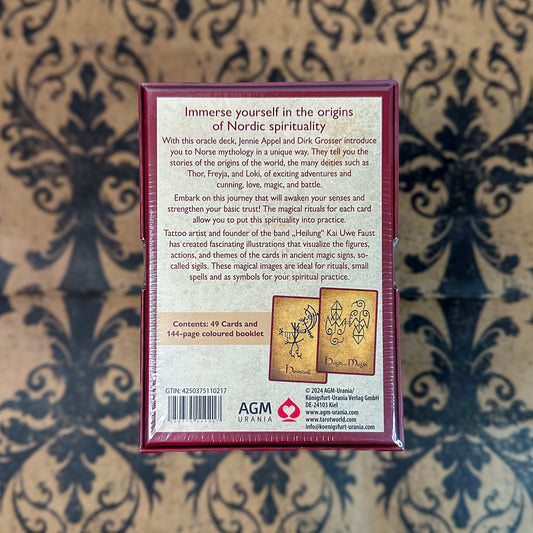 Immerse yourself in the origins
of Nordic spirituality
With this oracle deck, Jennie Appel and Dirk Grosser introduce
you to Norse mythology in a unique way. They tell you the
stories of the origins of the world, the many deities such as
Thor, Freyja, and Loki, of exciting adventures and
cunning, love, magic, and battle.
Embark on this journey that will awaken your senses and
strengthen your basic trust! The magical rituals for each card
allow you to put this spirituality into practice.
Tattoo artist and founder of the band „Heilung“ Kai Uwe Faust
has created fascinating illustrations that visualize the figures,
actions, and themes of the cards in ancient magic signs, so-
called sigils. These magical images are ideal for rituals, small
spells and as symbols for your spiritual practice.
Contents: 49 Cards and
144-page coloured booklet
GTIN: 4250375110217
AGM
URANIA
© 2024 AGM-Urania/
Königsfurt-Urania Verlag GmbH
DE-24103 Kiel
www.agm-urania.com
www.tarotworld.com
info@koenigsfurt-urania.com